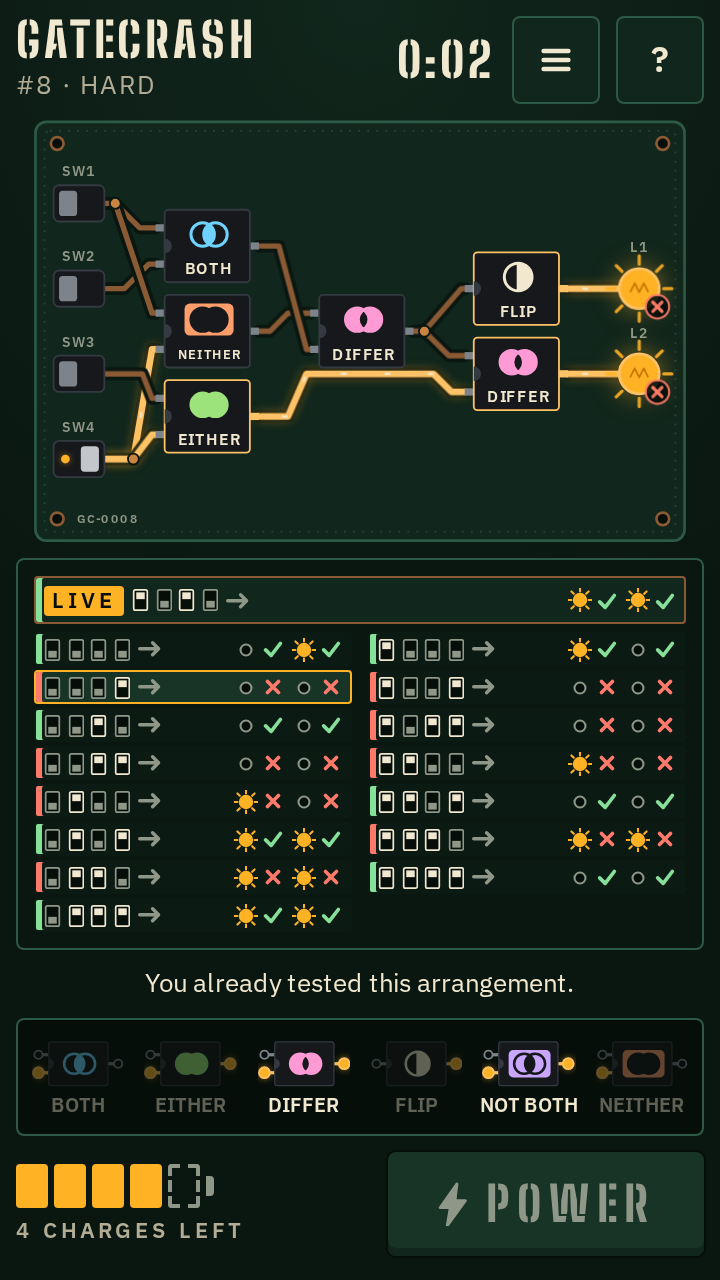 GATECRASH
#8 · HARD
0:02
?
SW1
SW2
SW3
SW4
BOTH
NEITHER
EITHER
DIFFER
FLIP
DIFFER
L1
L2
GC-0008
LIVE
You already tested this arrangement.
BOTH
EITHER
DIFFER
FLIP
NOT BOTH
NEITHER
4 CHARGES LEFT
POWER